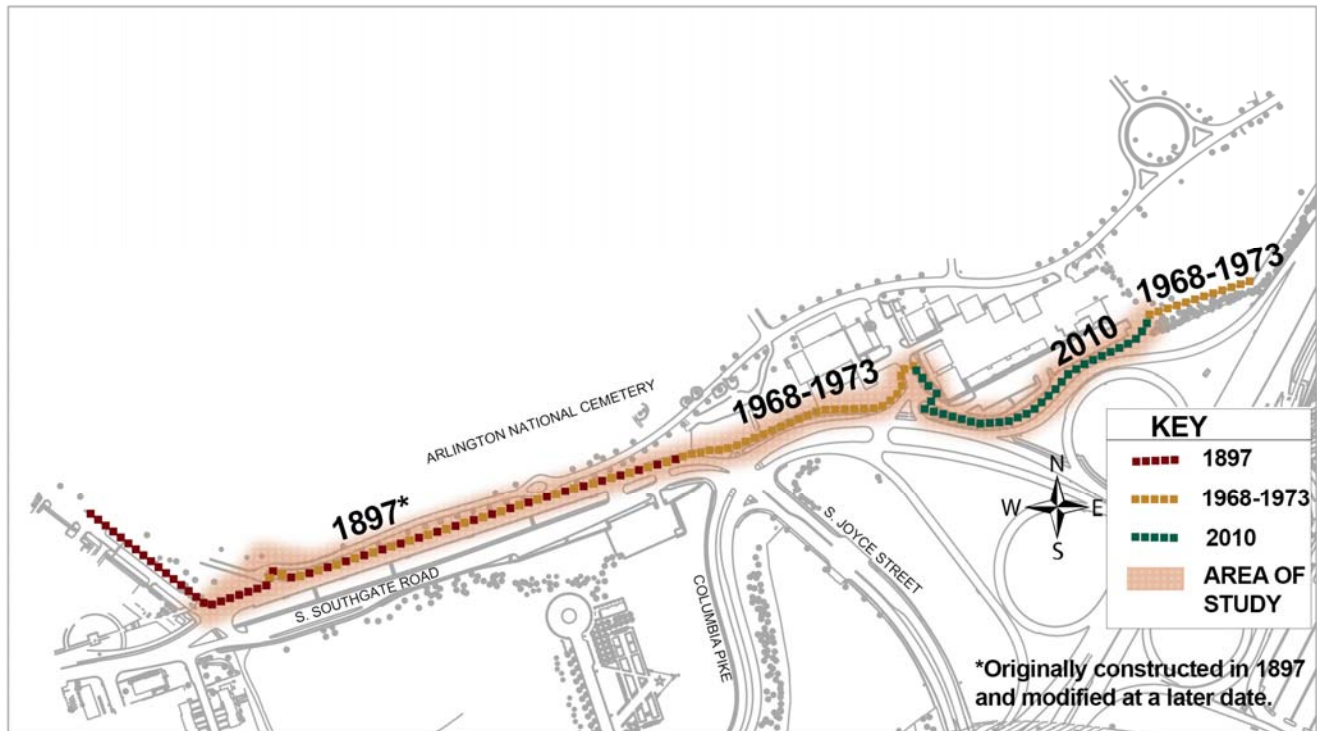 1968-1973
2010
1968-1973
ARLINGTON NATIONAL CEMETERY
1897*
S. SOUTHGATE ROAD
COLUMBIA PIKE
S. JOYCE STREET
N
W
E
S
KEY
1897
1968-1973
2010
AREA OF
STUDY
*Originally constructed in 1897
and modified at a later date.